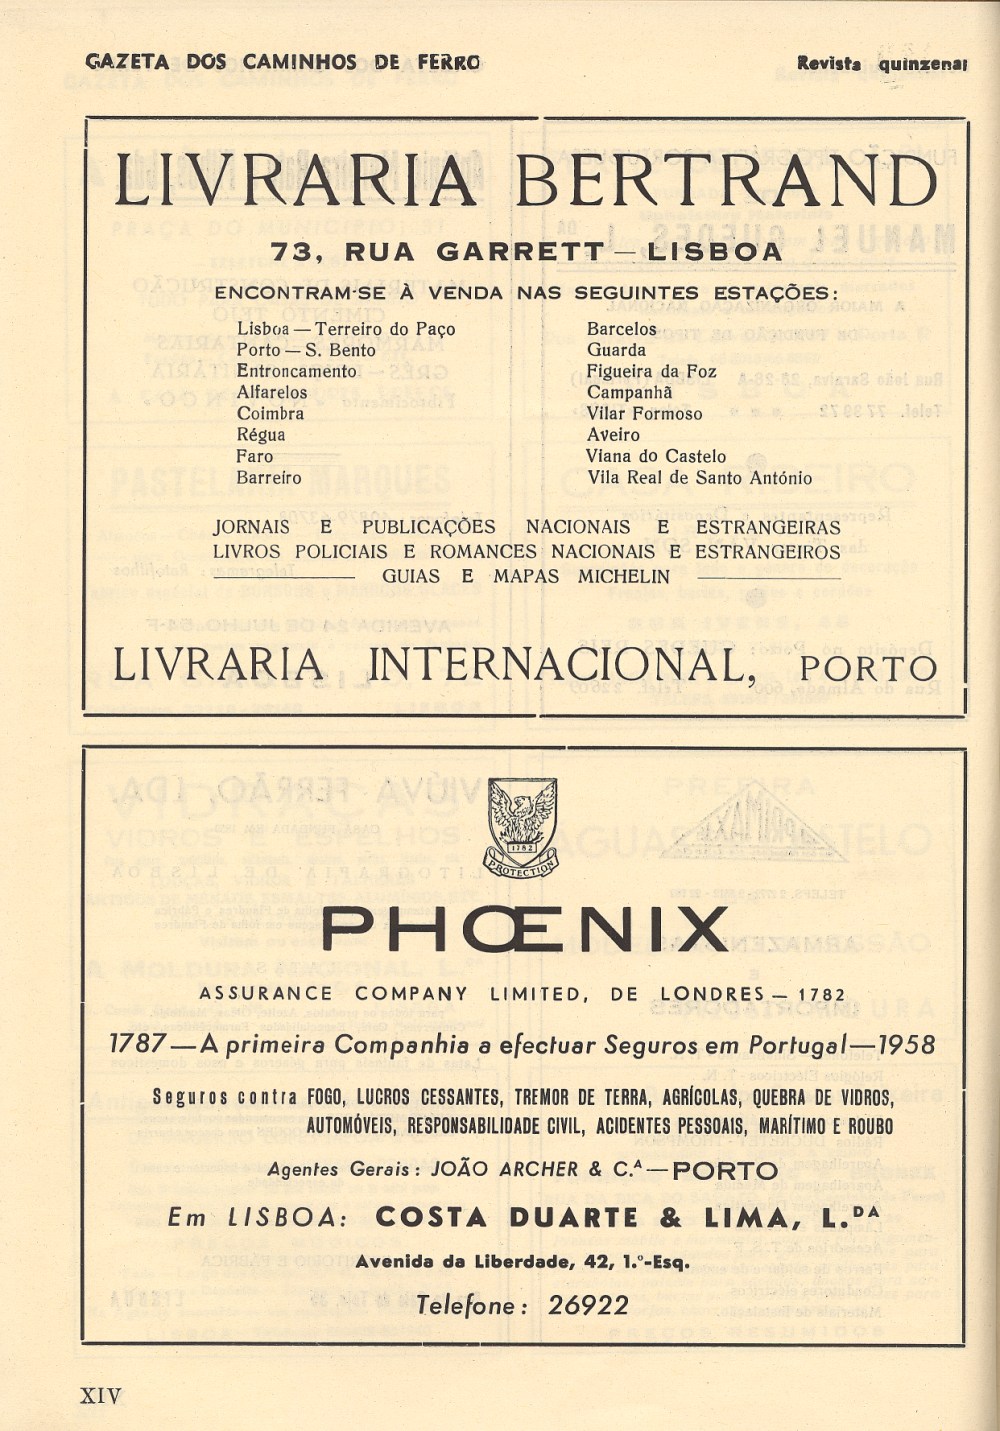 GAZETA DOS CAMINHOS DE FERRO
Revista quinzenal
LIVRARIA BERTRAND
73, RUA GARRETT — LISBOA
ENCONTRAM-SE À VENDA NAS SEGUINTES ESTAÇÕES:
Lisboa — Terreiro do Paço
Porto — S. Bento
Entroncamento
Alfarelos
Coimbra
Régua
Faro
Barreiro
Barcelos
Guarda
Figueira da Foz
Campanhã
Vilar Formoso
Aveiro
Viana do Castelo
Vila Real de Santo António
JORNAIS E PUBLICAÇÕES NACIONAIS E ESTRANGEIRAS
LIVROS POLICIAIS E ROMANCES NACIONAIS E ESTRANGEIROS
GUIAS E MAPAS MICHELIN
LIVRARIA INTERNACIONAL, PORTO
1782
PROTECTION
PHŒNIX
ASSURANCE COMPANY LIMITED, DE LONDRES — 1782
1787—A primeira Companhia a efectuar Seguros em Portugal—1958
Seguros contra FOGO, LUCROS CESSANTES, TREMOR DE TERRA, AGRÍCOLAS, QUEBRA DE VIDROS,
AUTOMÓVEIS, RESPONSABILIDADE CIVIL, ACIDENTES PESSOAIS, MARÍTIMO E ROUBO
Agentes Gerais: JOÃO ARCHER & C.ᴬ—PORTO
Em LISBOA: COSTA DUARTE & LIMA, L.ᴰᴬ
Avenida da Liberdade, 42, 1.º-Esq.
Telefone: 26922
XIV